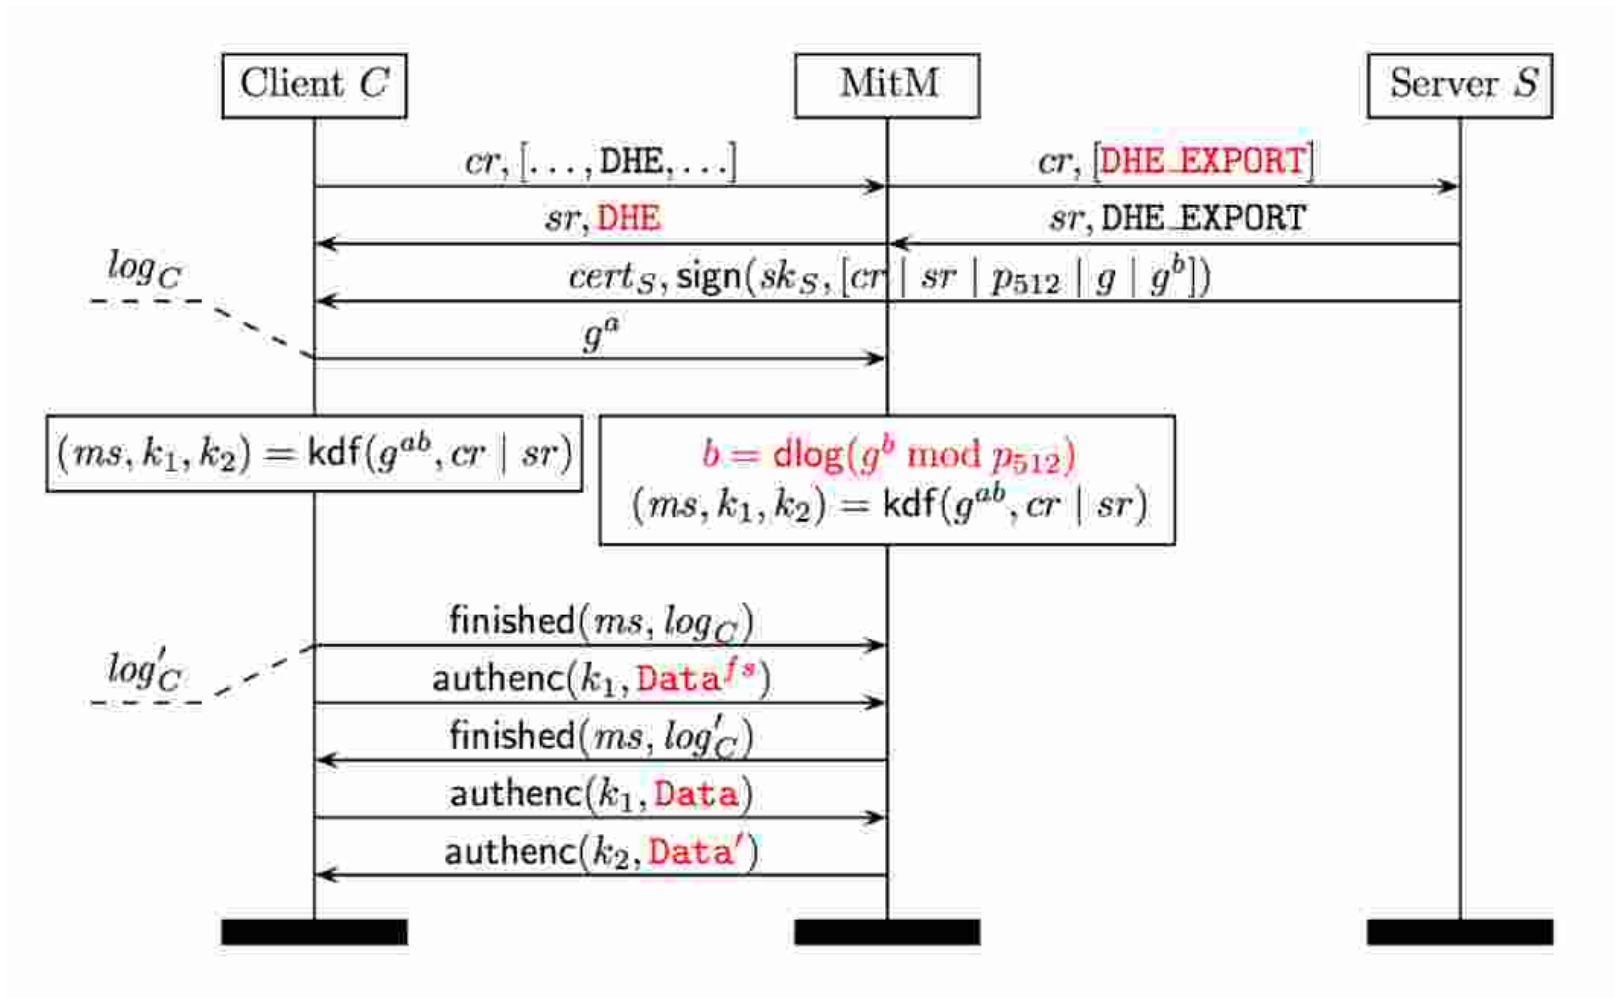 Client C
MitM
Server S
cr, [..., DHE, ...]
cr, [DHE_EXPORT]
sr, DHE
sr, DHE_EXPORT
log_C
cert_S, sign(sk_S, [cr | sr | p_512 | g | g^b])
g^a
(ms, k_1, k_2) = kdf(g^ab, cr | sr)
b = dlog(g^b mod p_512)
(ms, k_1, k_2) = kdf(g^ab, cr | sr)
finished(ms, log_C)
log'_C
authenc(k_1, Data^fs)
finished(ms, log'_C)
authenc(k_1, Data)
authenc(k_2, Data')